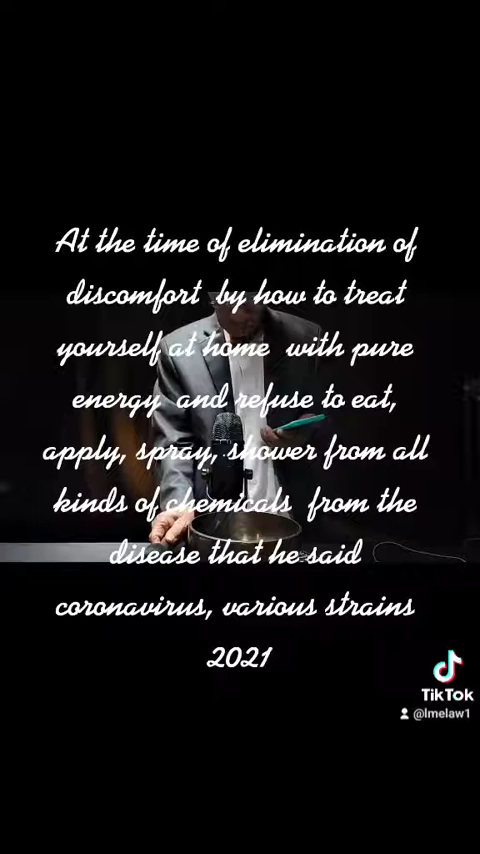 At the time of elimination of
discomfort by how to treat
yourself at home with pure
energy and refuse to eat,
apply, spray, shower from all
kinds of chemicals from the
disease that he said
coronavirus, various strains
2021
TikTok
@lmelaw1